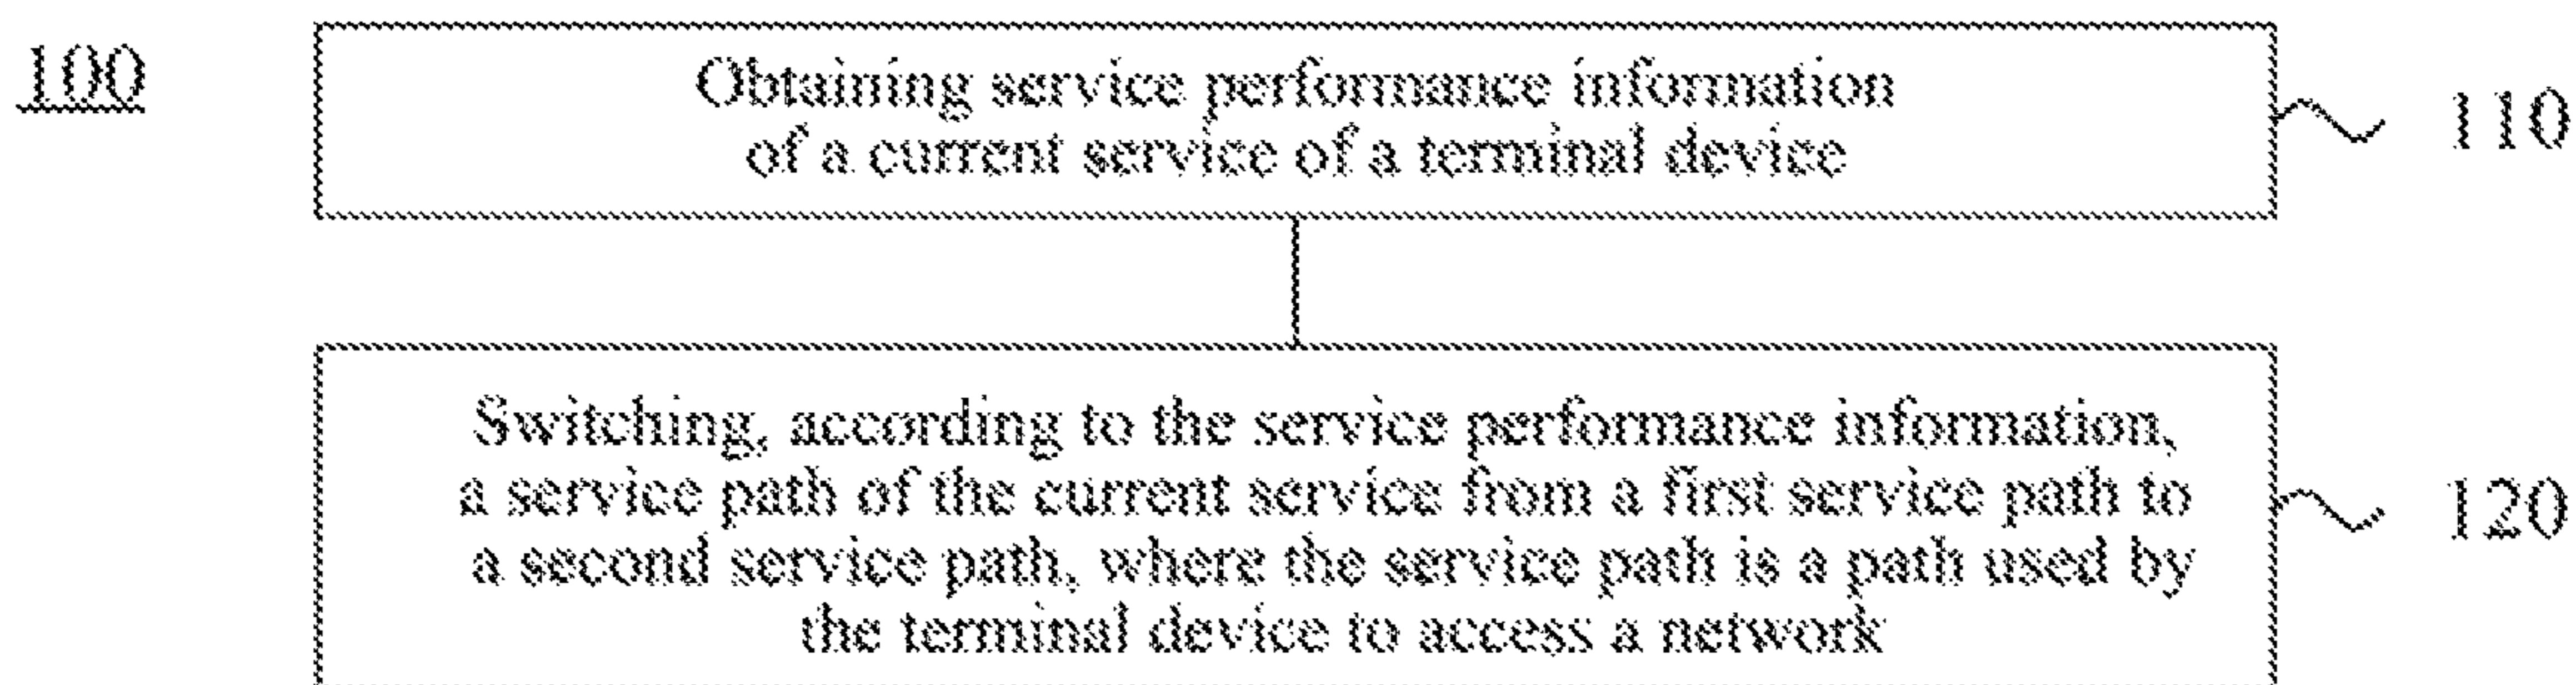 100
Obtaining service performance information
of a current service of a terminal device
110
Switching, according to the service performance information,
a service path of the current service from a first service path to
a second service path, where the service path is a path used by
the terminal device to access a network
120